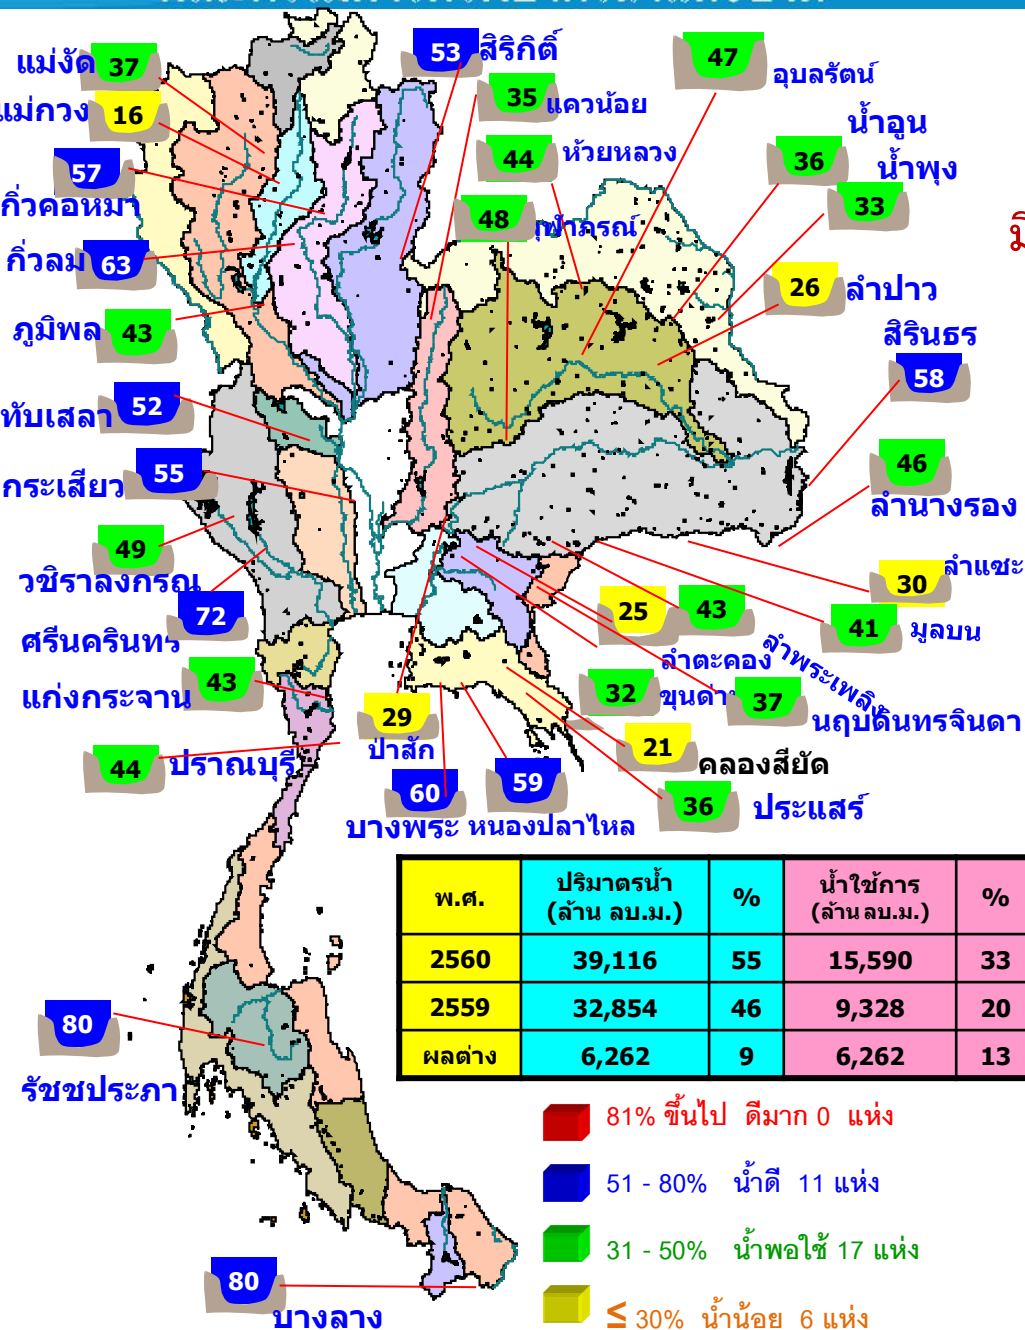 แม่งัด 37
แม่กวง 16
57
กิ่วคอหมา
กิ่วลม 63
ภูมิพล 43
ทับเสลา 52
กระเสียว 55
49
วชิราลงกรณ
72
ศรีนครินทร
แก่งกระจาน 43
44 ปราณบุรี
53 สิริกิติ์
35 แควน้อย
44 ห้วยหลวง
48
47 อุบลรัตน์
น้ำอูน
36 น้ำพุง
33
26 ลำปาว
สิรินธร
58
46
ลำนางรอง
ลำแซะ
30
41 มูลบน
25 43
ลำตะคอง
ลำพระเพลิง
32
37
นฤบดินทรจินดา
29
ป่าสัก
21
คลองสียัด
60 59
36 ประแสร์
บางพระ หนองปลาไหล
พ.ศ. ปริมาตรน้ำ (ล้าน ลบ.ม.) % น้ำใช้การ (ล้าน ลบ.ม.) %
2560 39,116 55 15,590 33
2559 32,854 46 9,328 20
ผลต่าง 6,262 9 6,262 13
80
รัชชประภา
81% ขึ้นไป ดีมาก 0 แห่ง
51 - 80% น้ำดี 11 แห่ง
31 - 50% น้ำพอใช้ 17 แห่ง
≤ 30% น้ำน้อย 6 แห่ง
80
บางลาง